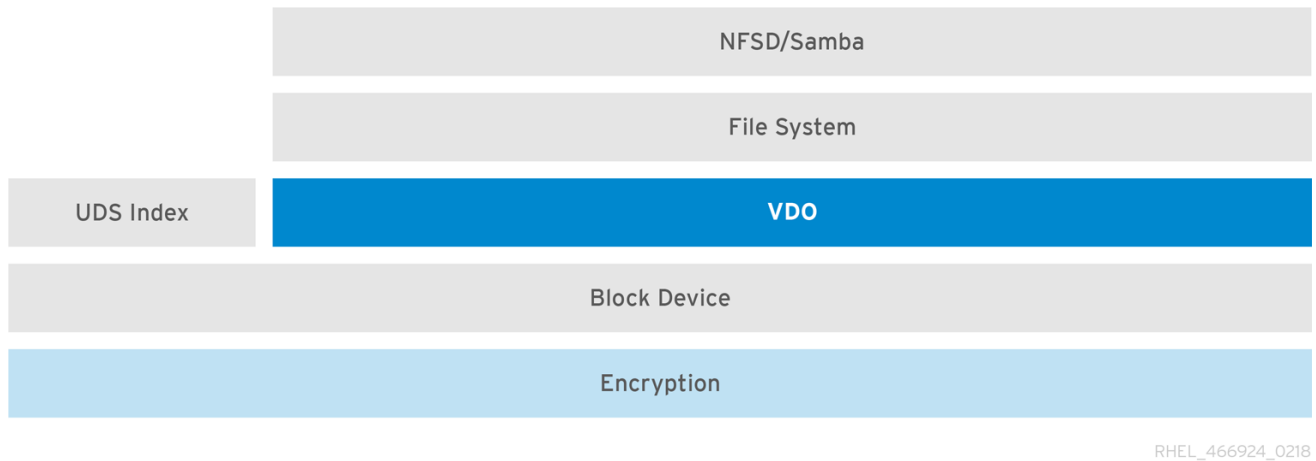 NFSD/Samba
File System
UDS Index
VDO
Block Device
Encryption
RHEL_466924_0218